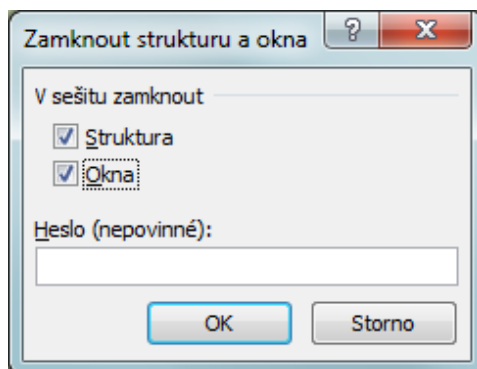 Zamknout strukturu a okna
V sešitu zamknout
Struktura
Okna
Heslo (nepovinné):
OK
Storno